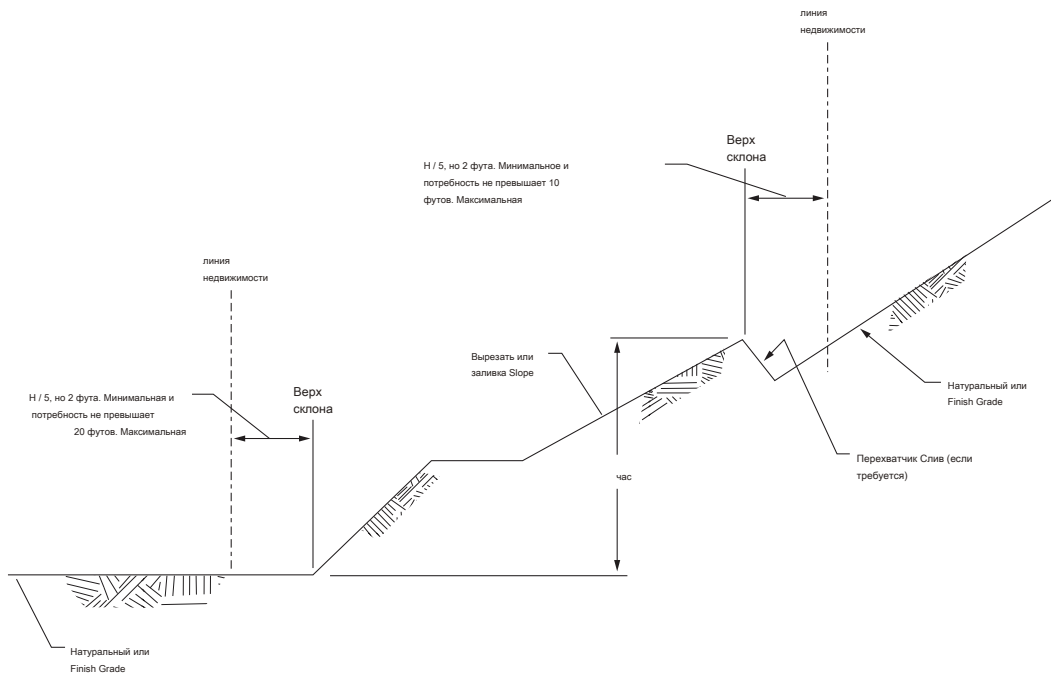 линия
недвижимости
Верх
склона
H / 5, но 2 фута. Минимальное и
потребность не превышает 10
футов. Максимальная
линия
недвижимости
Вырезать или
заливка Slope
Натуральный или
Finish Grade
H / 5, но 2 фута. Минимальная и
потребность не превышает
20 футов. Максимальная
Верх
склона
Перехватчик Слив (если
требуется)
час
Натуральный или
Finish Grade